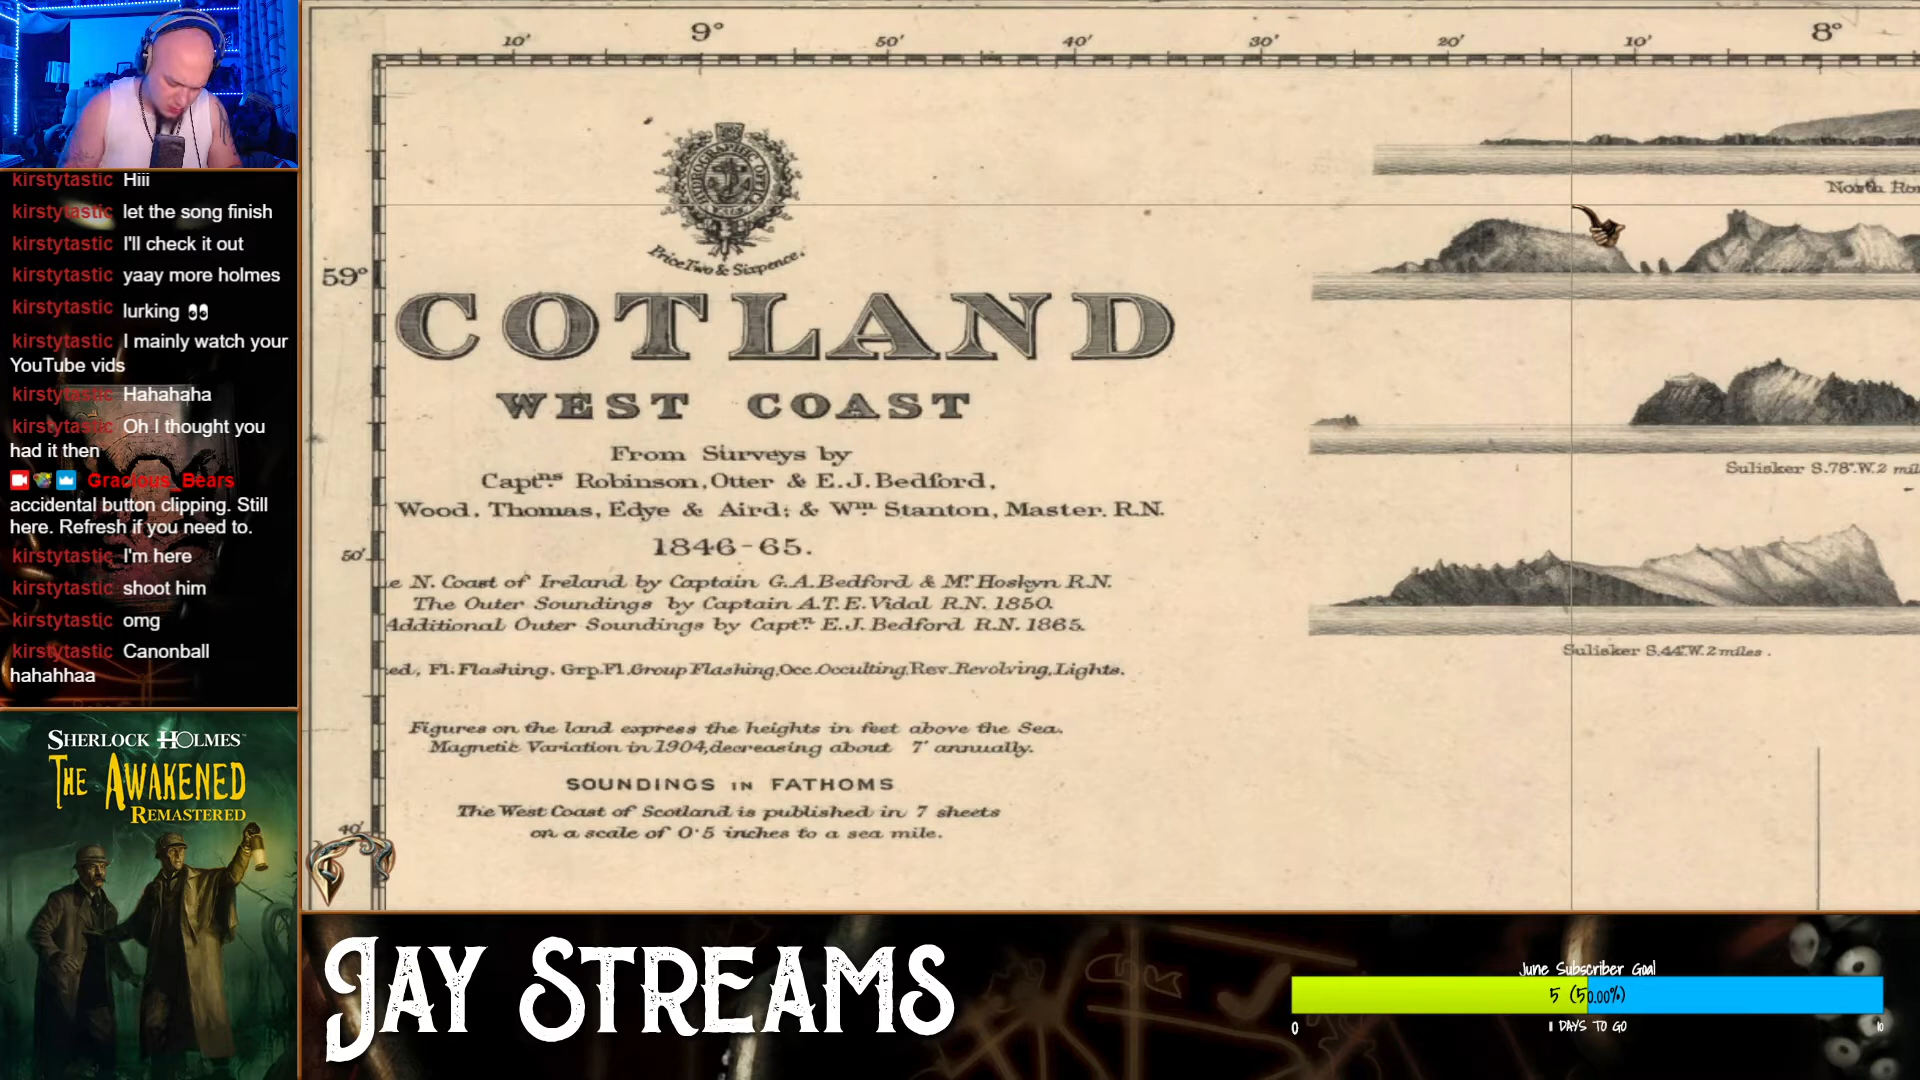 kirstytastic Hiii
kirstytastic let the song finish
kirstytastic I'll check it out
kirstytastic yaay more holmes
kirstytastic lurking 👀
kirstytastic I mainly watch your
YouTube vids
kirstytastic Hahahaha
kirstytastic Oh I thought you
had it then
Gracious_Bears
accidental button clipping. Still
here. Refresh if you need to.
kirstytastic I'm here
kirstytastic shoot him
kirstytastic omg
kirstytastic Canonball
hahahhaa
SHERLOCK HOLMES
THE AWAKENED
REMASTERED
10' 9° 50' 40' 30' 20' 10' 8°
HYDROGRAPHIC OFFICE
Price Two & Sixpence.
59°
COTLAND
WEST COAST
From Surveys by
Captns. Robinson, Otter & E.J. Bedford,
Wood, Thomas, Edye & Aird; & Wm. Stanton, Master. R.N.
1846-65.
50'
e N. Coast of Ireland by Captain G.A. Bedford & Mr. Hoskyn R.N.
The Outer Soundings by Captain A.T.E. Vidal R.N. 1850.
Additional Outer Soundings by Captn. E.J. Bedford R.N. 1865.
ed, Fl. Flashing, Grp.Fl. Group Flashing, Occ. Occulting, Rev. Revolving, Lights.
Figures on the land express the heights in feet above the Sea.
Magnetic Variation in 1904, decreasing about 7' annually.
SOUNDINGS IN FATHOMS
The West Coast of Scotland is published in 7 sheets
on a scale of 0·5 inches to a sea mile.
40'
North Ro
Sulisker S.78°.W. 2 mil
Sulisker S.44°.W. 2 miles.
JAY STREAMS
June Subscriber Goal
5 (50.00%)
0
11 DAYS TO GO
10